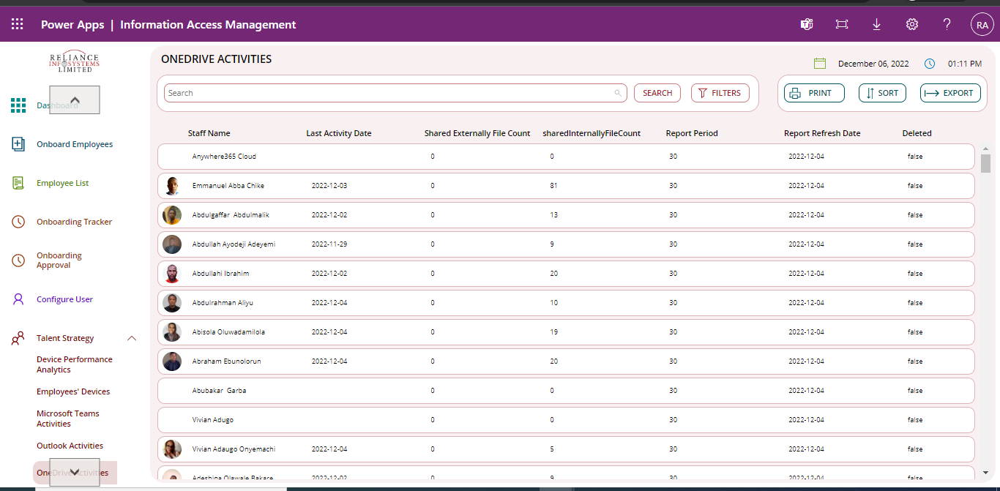 Power Apps | Information Access Management
RA
RELIANCE
INFOSYSTEMS
LIMITED
Dashboard
Onboard Employees
Employee List
Onboarding Tracker
Onboarding
Approval
Configure User
Talent Strategy
Device Performance
Analytics
Employees' Devices
Microsoft Teams
Activities
Outlook Activities
OneDrive Activities
ONEDRIVE ACTIVITIES
December 06, 2022 01:11 PM
Search SEARCH FILTERS PRINT SORT EXPORT
Staff Name Last Activity Date Shared Externally File Count sharedInternallyFileCount Report Period Report Refresh Date Deleted
Anywhere365 Cloud 0 0 30 2022-12-04 false
Emmanuel Abba Chike 2022-12-03 0 81 30 2022-12-04 false
Abdulgaffar Abdulmalik 2022-12-02 0 13 30 2022-12-04 false
Abdullah Ayodeji Adeyemi 2022-11-29 0 9 30 2022-12-04 false
Abdullahi Ibrahim 2022-12-02 0 20 30 2022-12-04 false
Abdulrahman Aliyu 2022-12-04 0 10 30 2022-12-04 false
Abisola Oluwadamilola 2022-12-04 0 19 30 2022-12-04 false
Abraham Ebunolorun 2022-12-04 0 20 30 2022-12-04 false
Abubakar Garba 0 0 30 2022-12-04 false
Vivian Adugo 0 0 30 2022-12-04 false
Vivian Adaugo Onyemachi 2022-12-04 0 5 30 2022-12-04 false
Adeshina Olawale Bakare 2022-12-02 0 9 30 2022-12-04 false